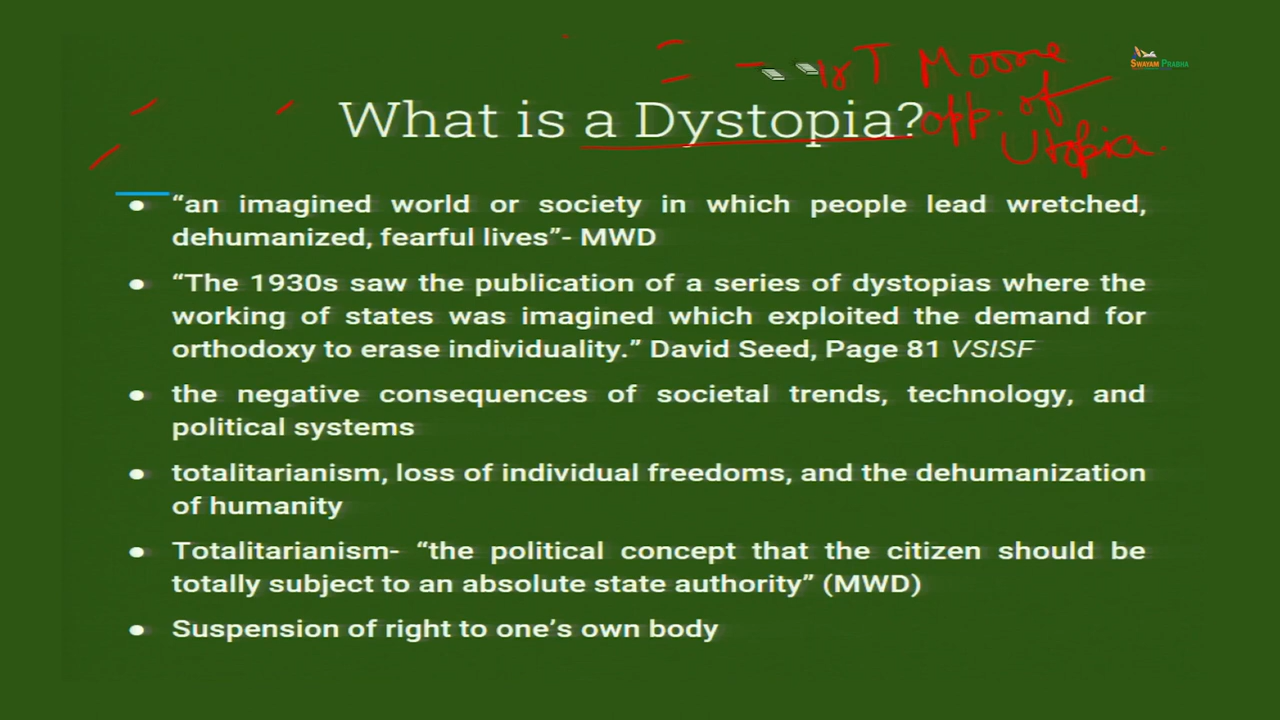 T Moore
SWAYAM PRABHA
opp. of
Utopia.
What is a Dystopia?
• “an imagined world or society in which people lead wretched,
dehumanized, fearful lives”- MWD
• “The 1930s saw the publication of a series of dystopias where the
working of states was imagined which exploited the demand for
orthodoxy to erase individuality.” David Seed, Page 81 VSISF
• the negative consequences of societal trends, technology, and
political systems
• totalitarianism, loss of individual freedoms, and the dehumanization
of humanity
• Totalitarianism- “the political concept that the citizen should be
totally subject to an absolute state authority” (MWD)
• Suspension of right to one’s own body